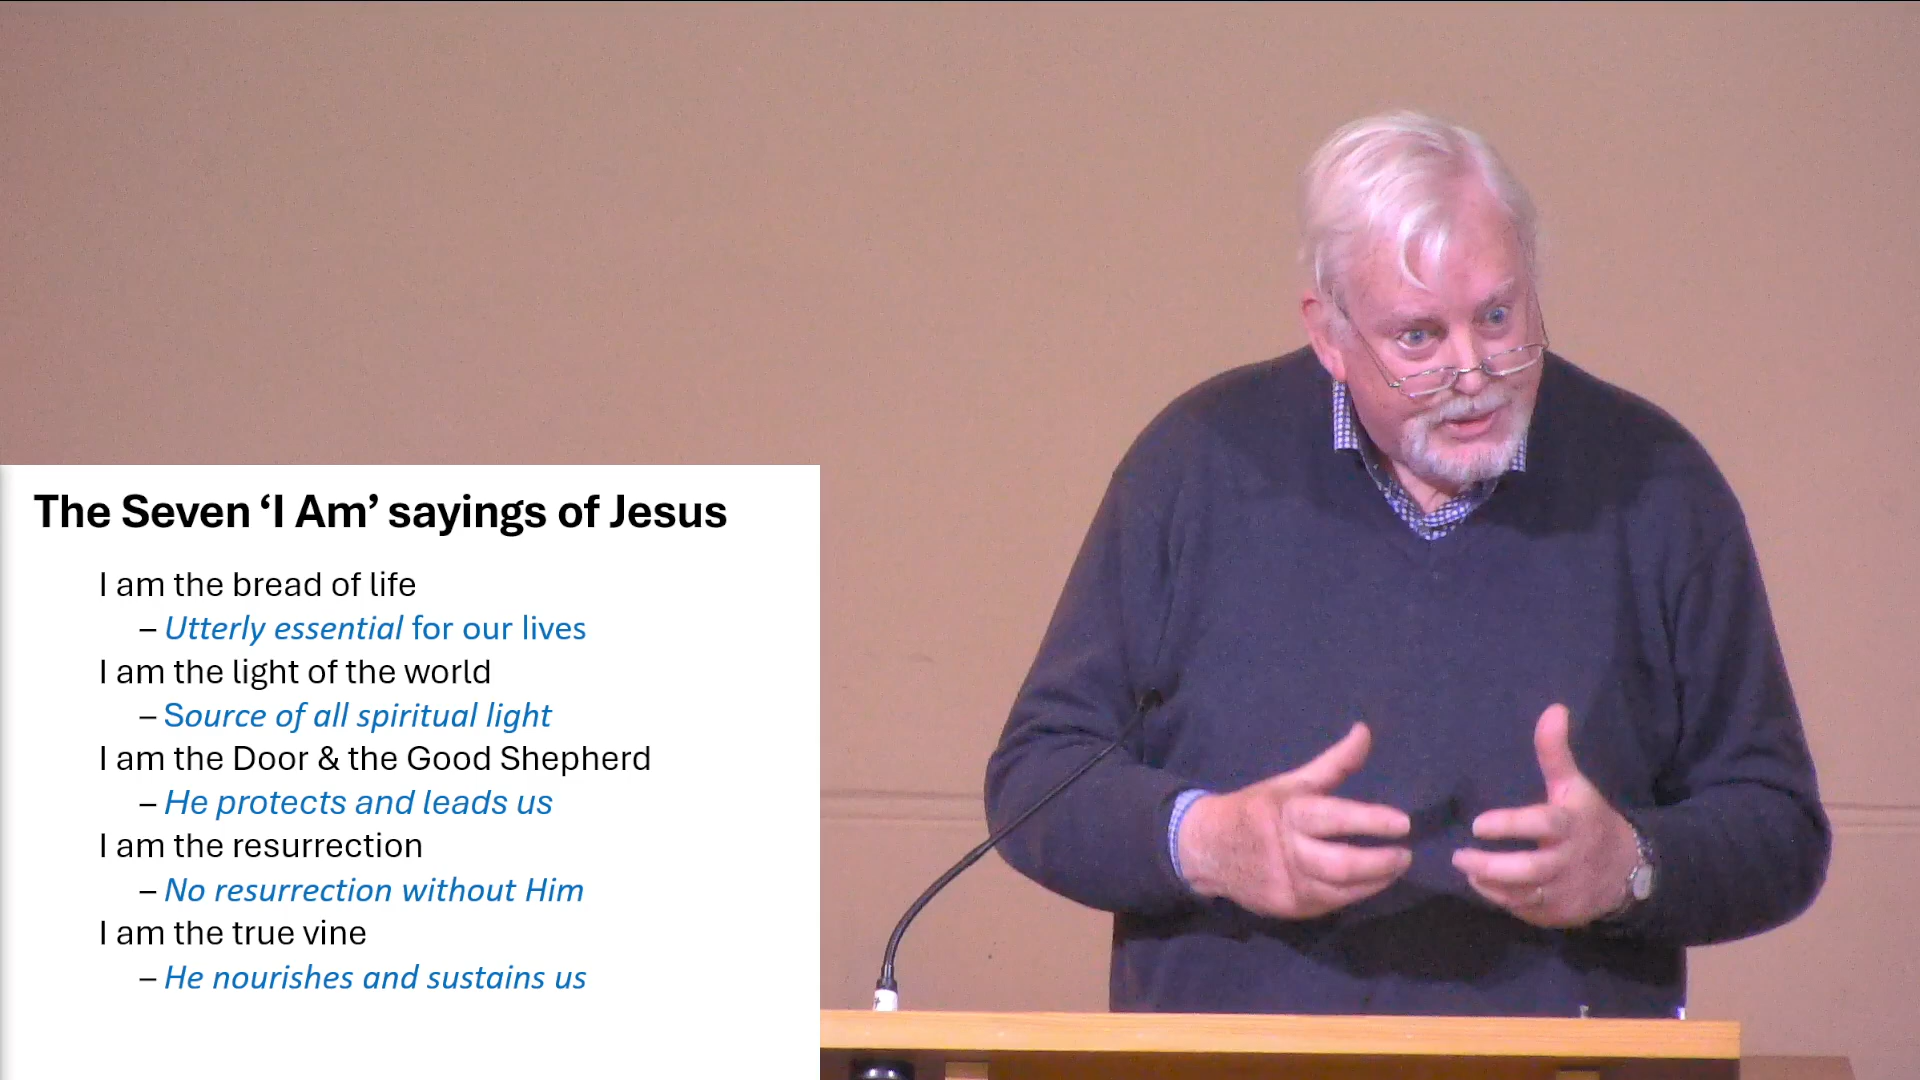 The Seven ‘I Am’ sayings of Jesus
I am the bread of life
– Utterly essential for our lives
I am the light of the world
– Source of all spiritual light
I am the Door & the Good Shepherd
– He protects and leads us
I am the resurrection
– No resurrection without Him
I am the true vine
– He nourishes and sustains us